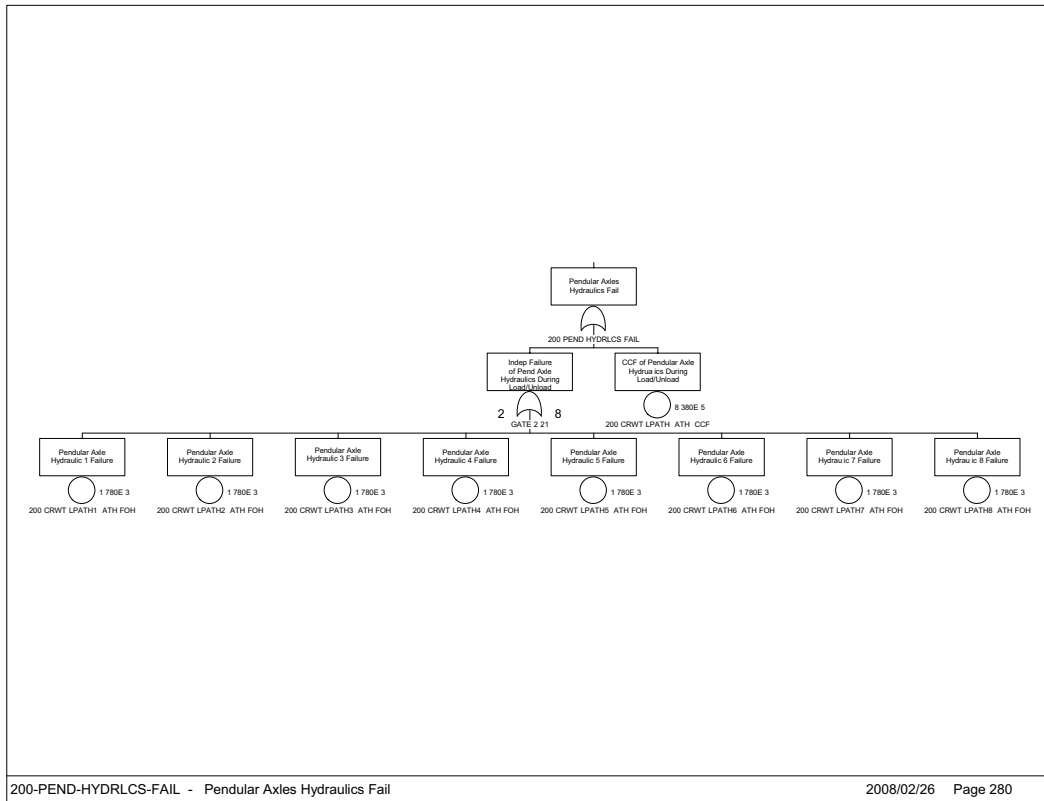 Pendular Axles
Hydraulics Fail
200 PEND HYDRLCS FAIL
Indep Failure
of Pend Axle
Hydraulics During
Load/Unload
2 8
GATE 2 21
CCF of Pendular Axle
Hydrua ics During
Load/Unload
8 380E 5
200 CRWT LPATH ATH CCF
Pendular Axle
Hydraulic 1 Failure
1 780E 3
200 CRWT LPATH1 ATH FOH
Pendular Axle
Hydraulic 2 Failure
1 780E 3
200 CRWT LPATH2 ATH FOH
Pendular Axle
Hydraulic 3 Failure
1 780E 3
200 CRWT LPATH3 ATH FOH
Pendular Axle
Hydraulic 4 Failure
1 780E 3
200 CRWT LPATH4 ATH FOH
Pendular Axle
Hydraulic 5 Failure
1 780E 3
200 CRWT LPATH5 ATH FOH
Pendular Axle
Hydraulic 6 Failure
1 780E 3
200 CRWT LPATH6 ATH FOH
Pendular Axle
Hydrau ic 7 Failure
1 780E 3
200 CRWT LPATH7 ATH FOH
Pendular Axle
Hydrau ic 8 Failure
1 780E 3
200 CRWT LPATH8 ATH FOH
200-PEND-HYDRLCS-FAIL - Pendular Axles Hydraulics Fail
2008/02/26 Page 280